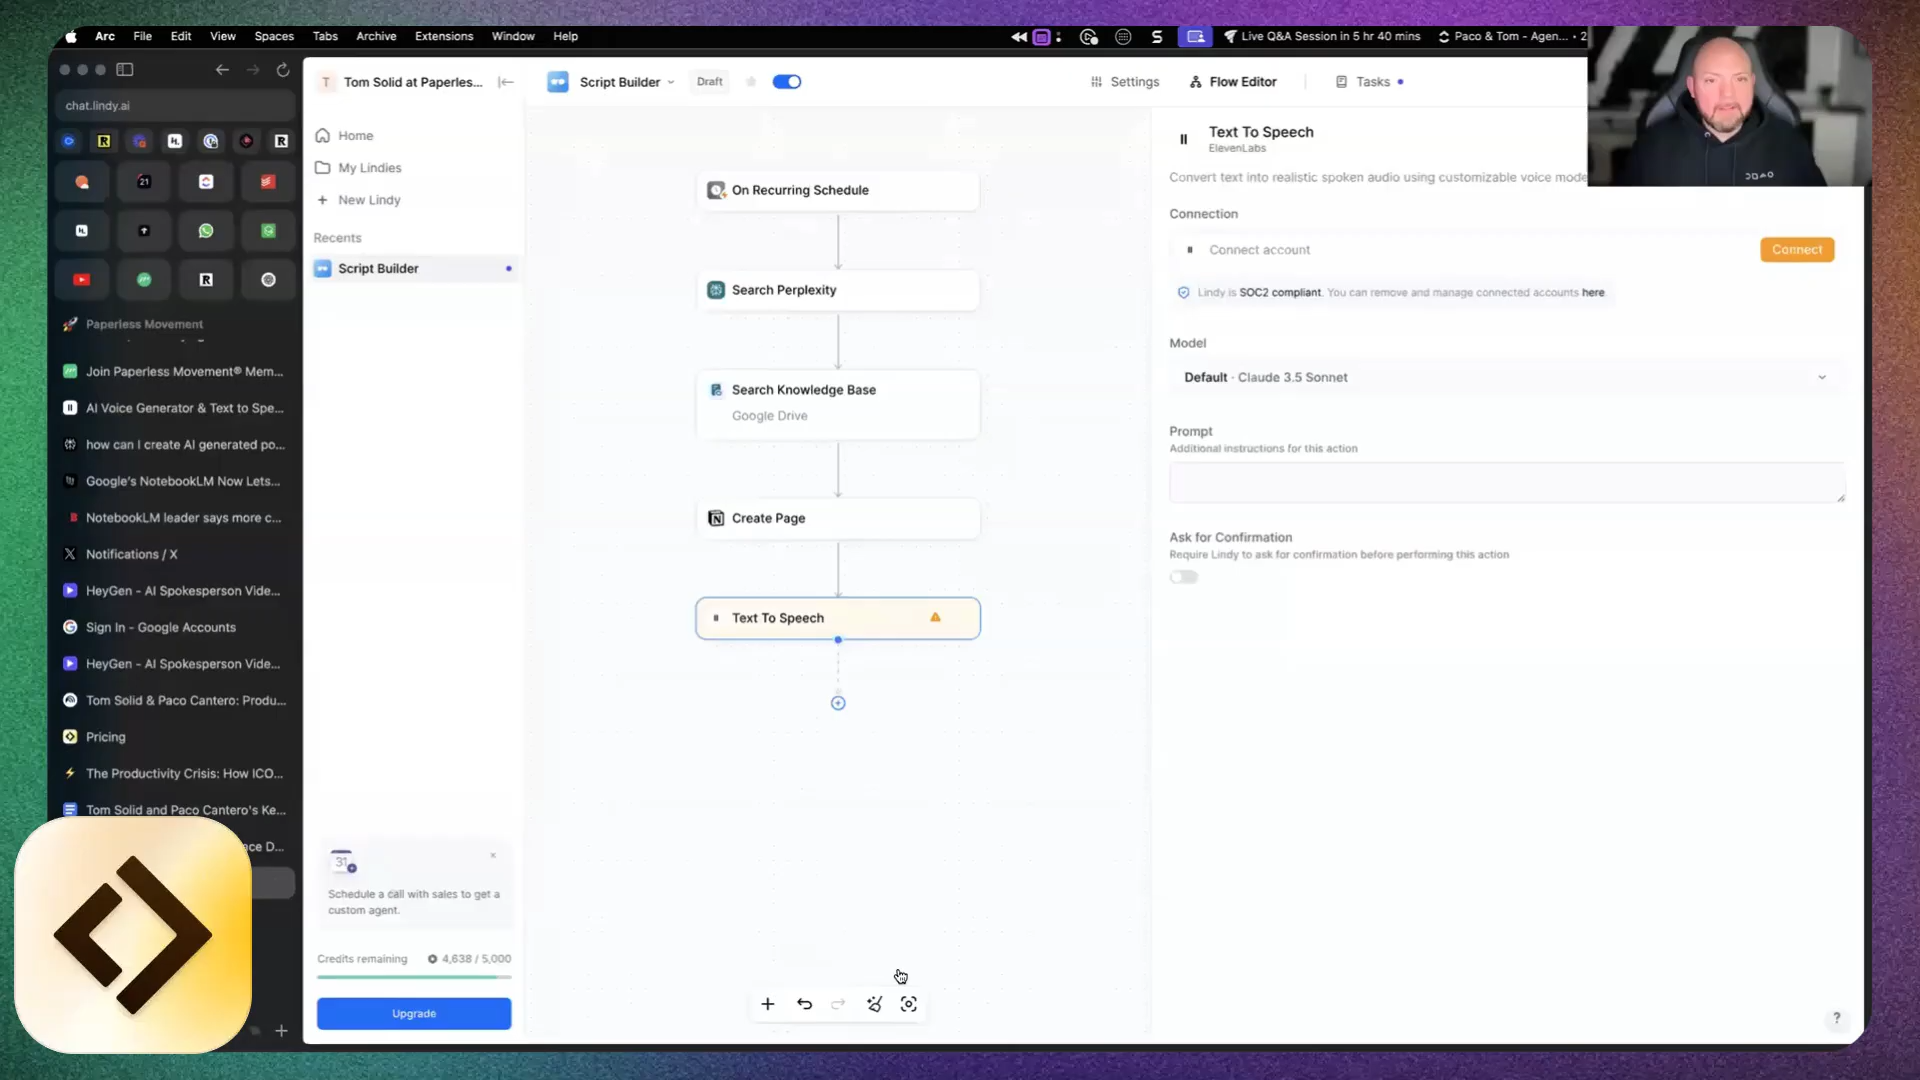 Arc File Edit View Spaces Tabs Archive Extensions Window Help
S
Live Q&A Session in 5 hr 40 mins
Paco & Tom - Agen... • 2
chat.lindy.ai
21
Paperless Movement
Join Paperless Movement® Mem...
AI Voice Generator & Text to Spe...
how can I create AI generated po...
Google's NotebookLM Now Lets...
NotebookLM leader says more c...
Notifications / X
HeyGen - AI Spokesperson Vide...
Sign In - Google Accounts
HeyGen - AI Spokesperson Vide...
Tom Solid & Paco Cantero: Produ...
Pricing
The Productivity Crisis: How ICO...
Tom Solid and Paco Cantero's Ke...
ace D...
T Tom Solid at Paperles...
Home
My Lindies
New Lindy
Recents
Script Builder
31
Schedule a call with sales to get a
custom agent.
Credits remaining 4,638 / 5,000
Upgrade
Script Builder Draft
Settings Flow Editor Tasks
On Recurring Schedule
Search Perplexity
Search Knowledge Base
Google Drive
Create Page
Text To Speech
Text To Speech
ElevenLabs
Convert text into realistic spoken audio using customizable voice mode
Connection
Connect account
Connect
Lindy is SOC2 compliant. You can remove and manage connected accounts here.
Model
Default · Claude 3.5 Sonnet
Prompt
Additional instructions for this action
Ask for Confirmation
Require Lindy to ask for confirmation before performing this action
?